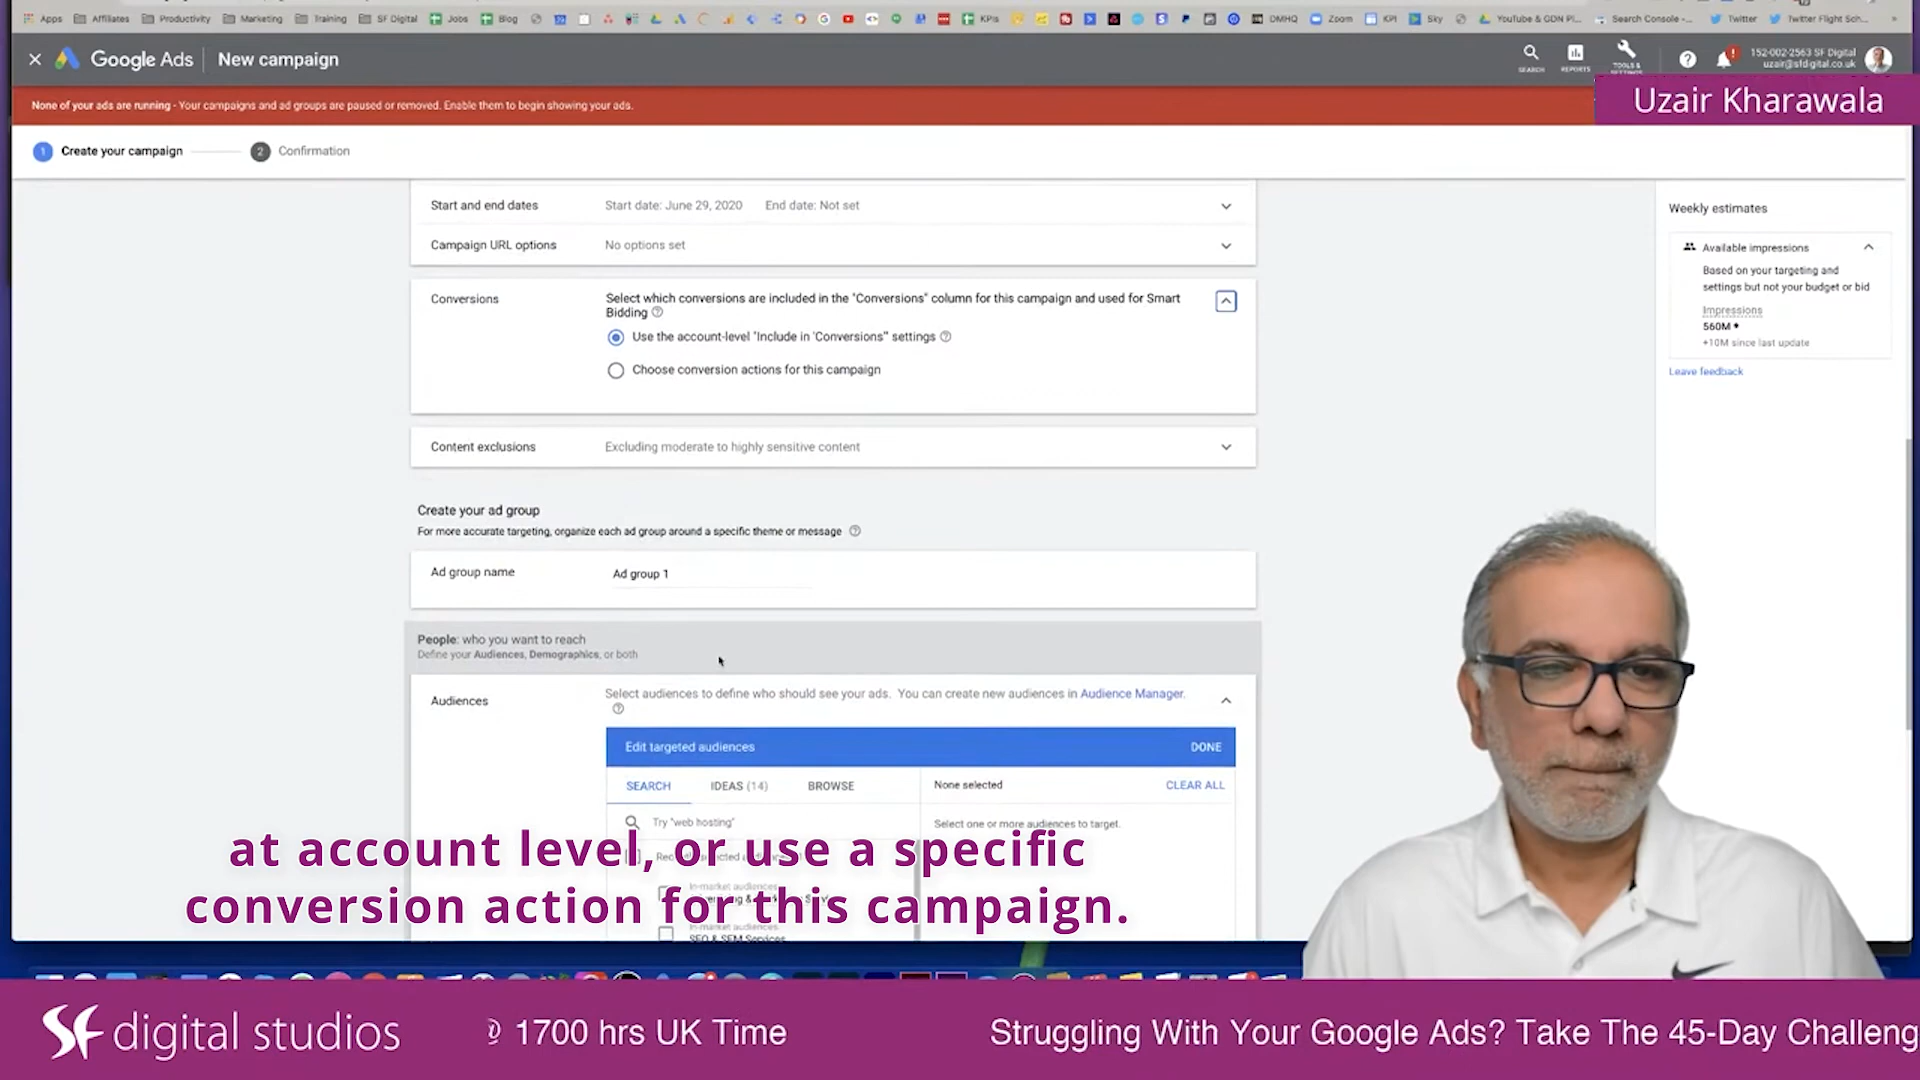 Apps Affiliates Productivity Marketing Training SF Digital Jobs Blog KPIs DMHQ Zoom KPI Sky YouTube & GDN Pl... Search Console -... Twitter Twitter Flight Sch...
Google Ads New campaign
SEARCH REPORTS TOOLS &
SETTINGS
152-002-2563 SF Digital
uzair@sfdigital.co.uk
None of your ads are running - Your campaigns and ad groups are paused or removed. Enable them to begin showing your ads.
Uzair Kharawala
1 Create your campaign 2 Confirmation
Start and end dates Start date: June 29, 2020 End date: Not set
Campaign URL options No options set
Conversions Select which conversions are included in the "Conversions" column for this campaign and used for Smart
Bidding
Use the account-level "Include in 'Conversions'" settings
Choose conversion actions for this campaign
Content exclusions Excluding moderate to highly sensitive content
Create your ad group
For more accurate targeting, organize each ad group around a specific theme or message
Ad group name Ad group 1
People: who you want to reach
Define your Audiences, Demographics, or both
Audiences Select audiences to define who should see your ads. You can create new audiences in Audience Manager.
Edit targeted audiences DONE
SEARCH IDEAS (14) BROWSE None selected CLEAR ALL
Try "web hosting" Select one or more audiences to target.
In-market audiences
In-market audiences
SEO & SEM Services
Weekly estimates
Available impressions
Based on your targeting and
settings but not your budget or bid
Impressions
560M
+10M since last update
Leave feedback
at account level, or use a specific
conversion action for this campaign.
SF digital studios 1700 hrs UK Time Struggling With Your Google Ads? Take The 45-Day Challeng